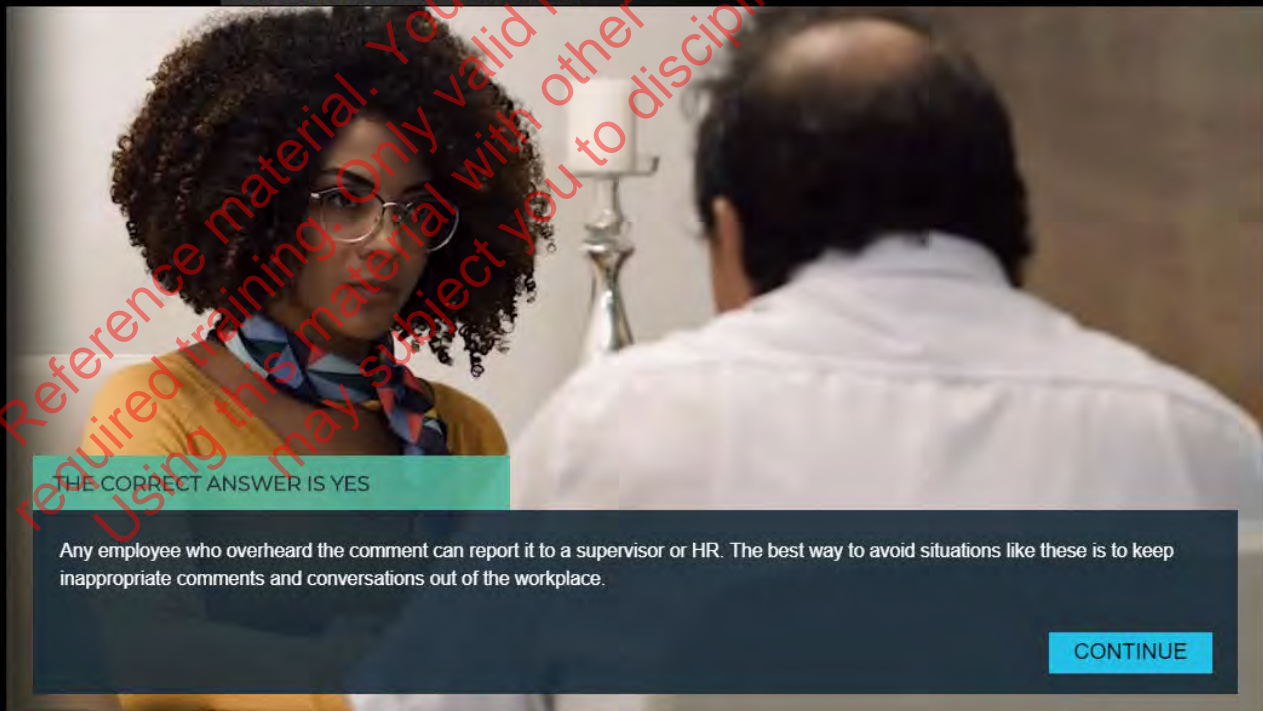 Reference material. You
required training. Only valid
Using this material with other
may subject you to discipl
THE CORRECT ANSWER IS YES
Any employee who overheard the comment can report it to a supervisor or HR. The best way to avoid situations like these is to keep
inappropriate comments and conversations out of the workplace.
CONTINUE